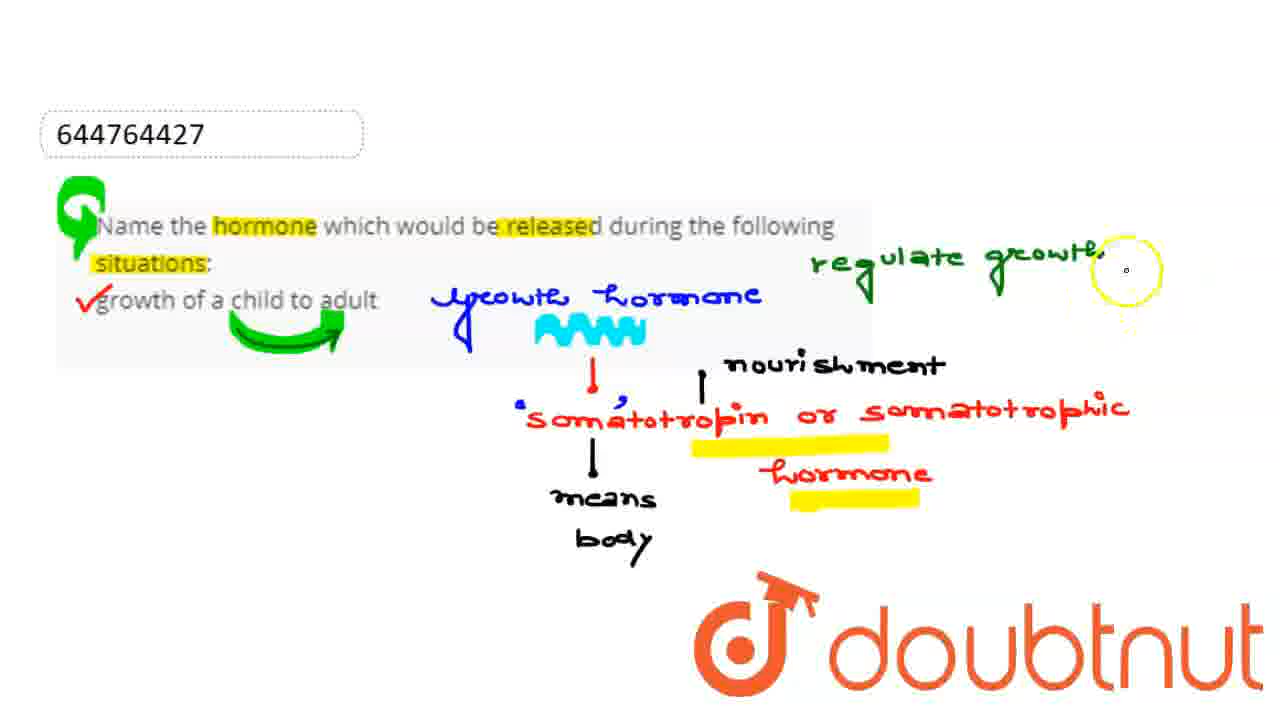 644764427
Name the hormone which would be released during the following
situations:
growth of a child to adult
regulate growth
growth hormone
nourishment
'somatotropin or somatotrophic
hormone
means
body
doubtnut